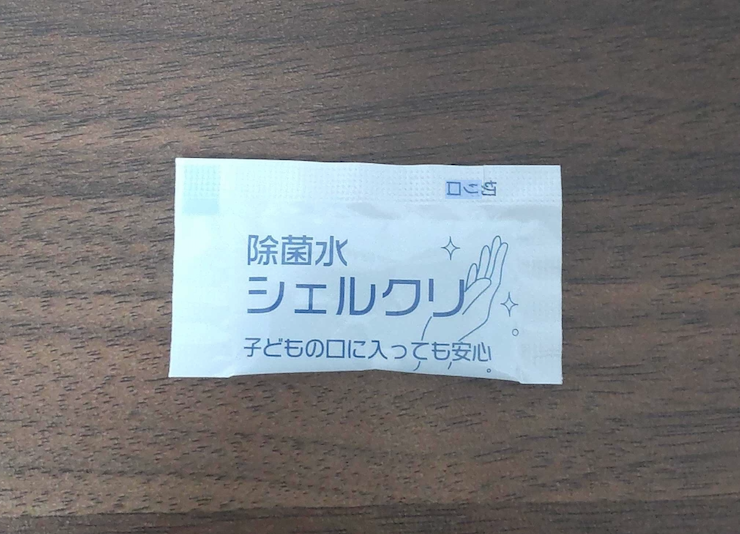 切り口
除菌水
シェルクリ
子どもの口に入っても安心